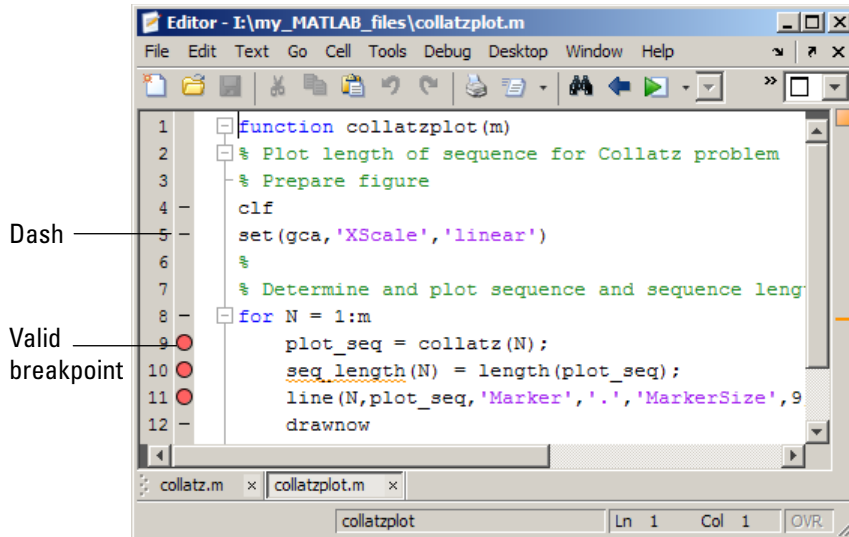 Editor - I:\my_MATLAB_files\collatzplot.m
File Edit Text Go Cell Tools Debug Desktop Window Help
1 function collatzplot(m)
2 % Plot length of sequence for Collatz problem
3 % Prepare figure
4 - clf
Dash
5 - set(gca,'XScale','linear')
6 %
7 % Determine and plot sequence and sequence leng
8 - for N = 1:m
Valid
breakpoint
9 plot_seq = collatz(N);
10 seq_length(N) = length(plot_seq);
11 line(N,plot_seq,'Marker','.','MarkerSize',9
12 - drawnow
collatz.m × collatzplot.m ×
collatzplot Ln 1 Col 1 OVR